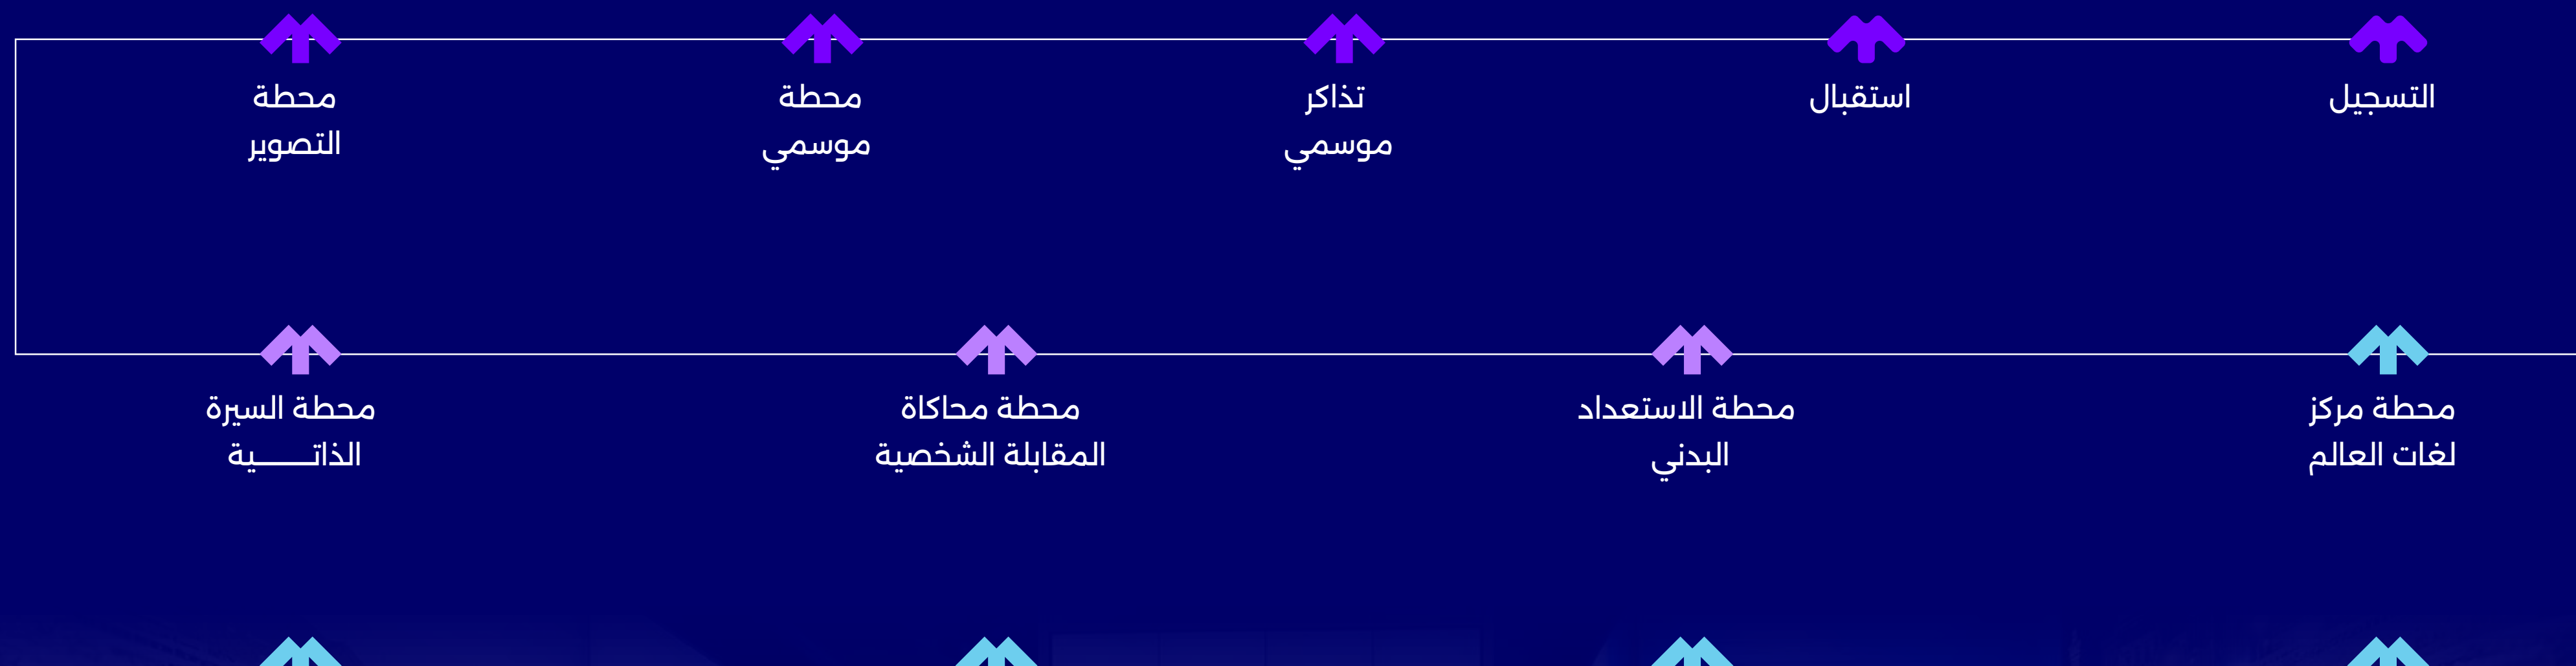 التسجيل
استقبال
تذاكر
موسمي
محطة
موسمي
محطة
التصوير
محطة السيرة
الذاتـــــية
محطة محاكاة
المقابلة الشخصية
محطة الاستعداد
البدني
محطة مركز
لغات العالم